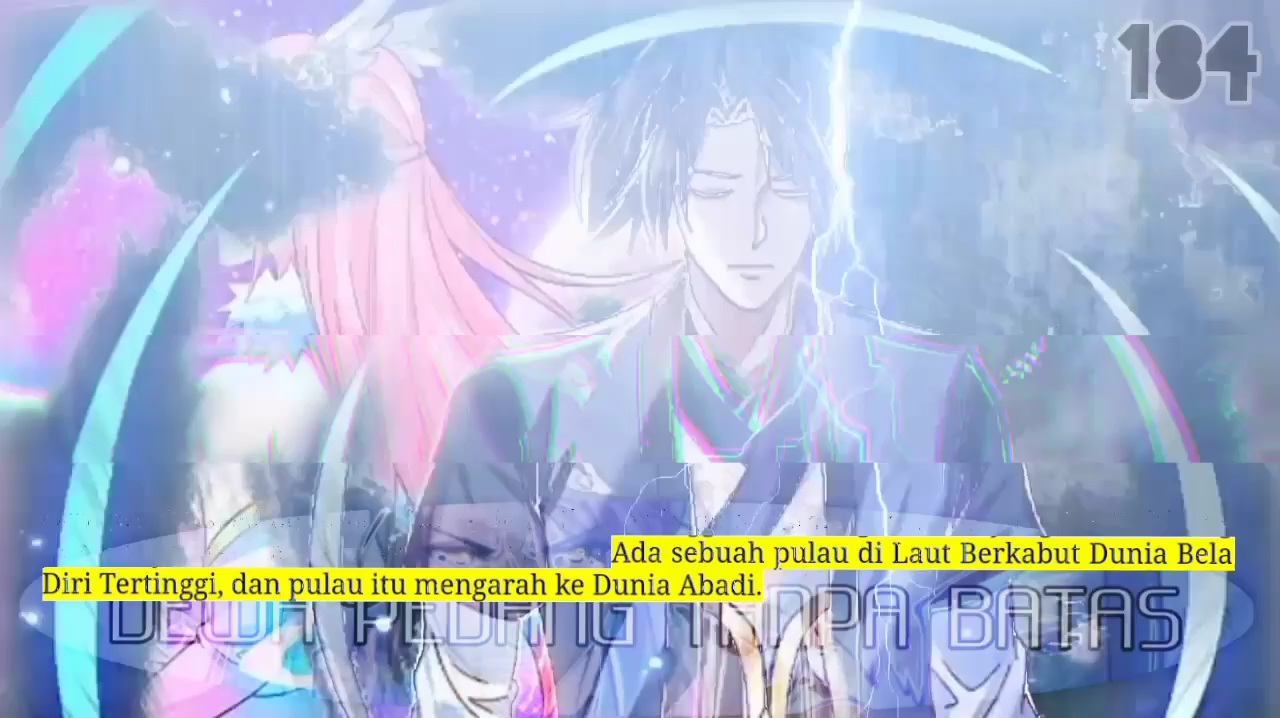 184
Ada sebuah pulau di Laut Berkabut Dunia Bela
Diri Tertinggi, dan pulau itu mengarah ke Dunia Abadi.
DEWA PEDANG TANPA BATAS